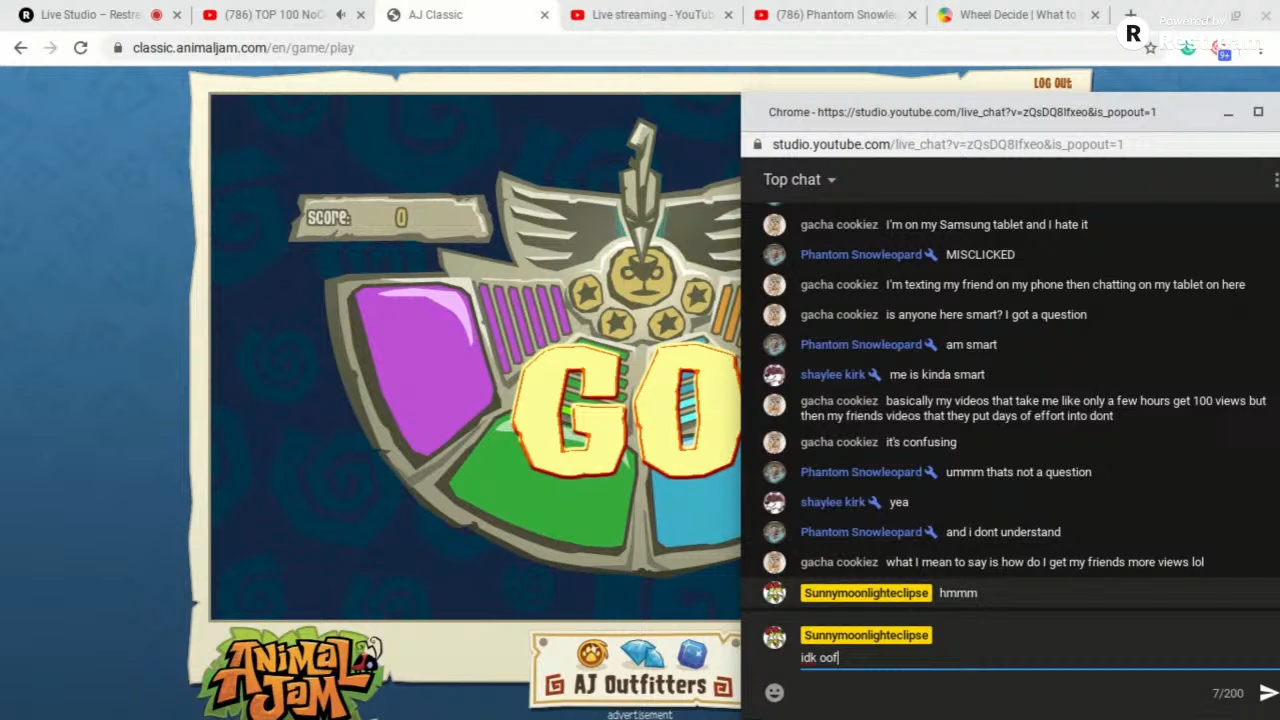 Live Studio – Restre
(786) TOP 100 NoC
AJ Classic
Live streaming - YouTu
(786) Phantom Snowle
Wheel Decide | What to
Powered by
R Restream
classic.animaljam.com/en/game/play
9+
LOG OUT
Chrome - https://studio.youtube.com/live_chat?v=zQsDQ8Ifxeo&is_popout=1
studio.youtube.com/live_chat?v=zQsDQ8Ifxeo&is_popout=1
Top chat
score: 0
gacha cookiez I'm on my Samsung tablet and I hate it
Phantom Snowleopard MISCLICKED
gacha cookiez I'm texting my friend on my phone then chatting on my tablet on here
gacha cookiez is anyone here smart? I got a question
Phantom Snowleopard am smart
shaylee kirk me is kinda smart
gacha cookiez basically my videos that take me like only a few hours get 100 views but
then my friends videos that they put days of effort into dont
gacha cookiez it's confusing
Phantom Snowleopard ummm thats not a question
shaylee kirk yea
Phantom Snowleopard and i dont understand
gacha cookiez what I mean to say is how do I get my friends more views lol
Sunnymoonlighteclipse hmmm
Sunnymoonlighteclipse
idk oof
7/200
GO
ANIMAL
JAM
AJ Outfitters
advertisement